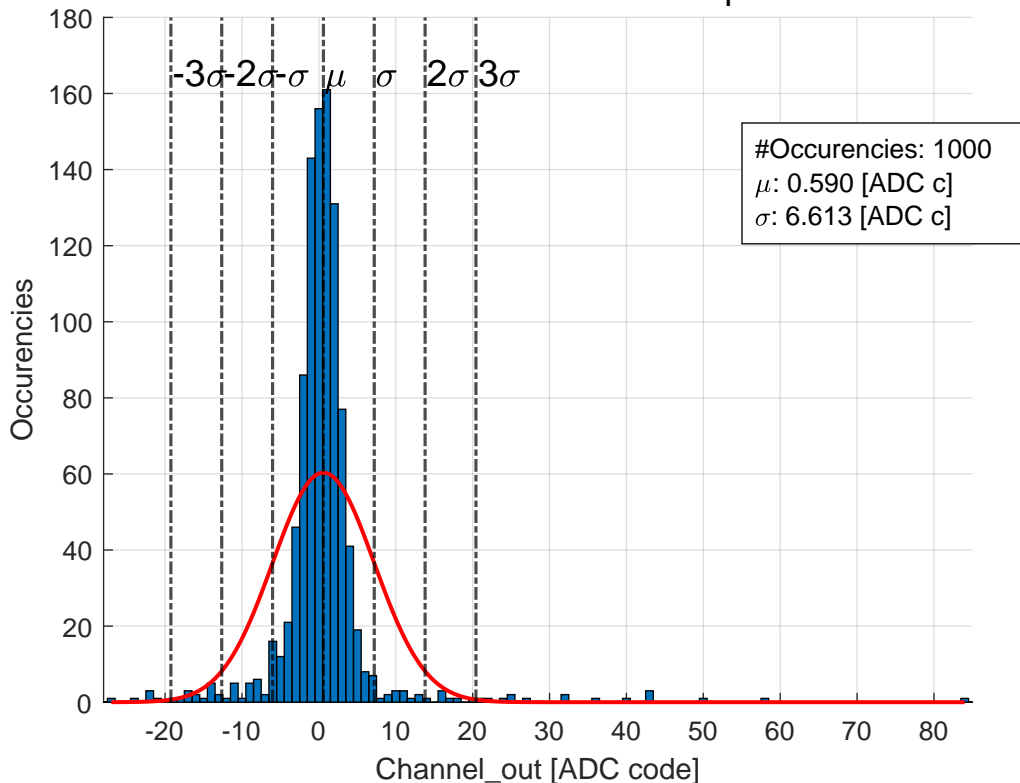 180
160
140
120
100
80
60
40
20
0
-3σ -2σ -σ μ σ 2σ 3σ
#Occurencies: 1000
μ: 0.590 [ADC c]
σ: 6.613 [ADC c]
Occurencies
-20 -10 0 10 20 30 40 50 60 70 80
Channel_out [ADC code]